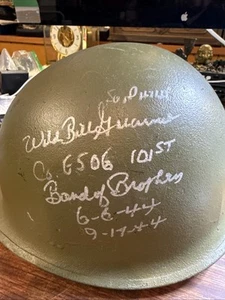 Wild Bill Guarnere
Co. E 506 101ST
Band of Brothers
6-6-44
9-17-44